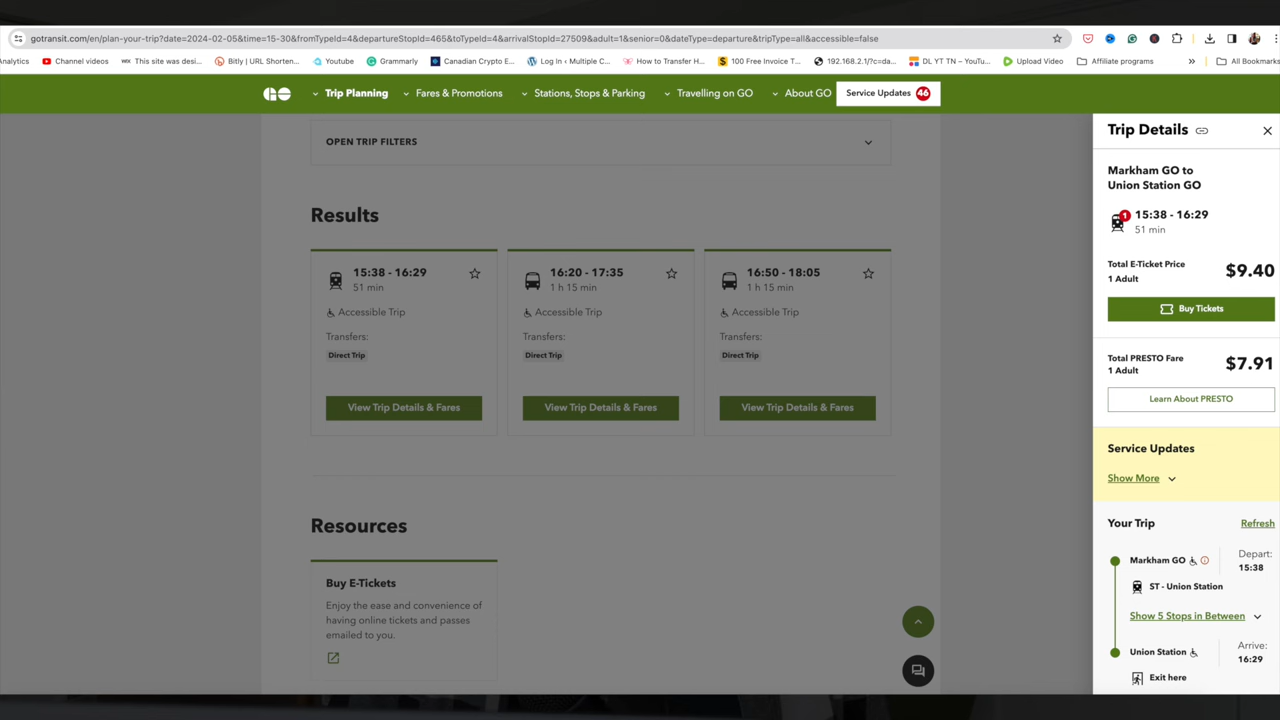 gotransit.com/en/plan-your-trip?date=2024-02-05&time=15-30&fromTypeId=4&departureStopId=465&toTypeId=4&arrivalStopId=27509&adult=1&senior=0&dateType=departure&tripType=all&accessible=false
Analytics
Channel videos
WIX
This white was desi...
Bitly | URL Shorten...
Youtube
Grammarly
Canadian Crypto E...
Log In ‹ Multiple C...
How to Transfer H...
$ 100 Free Invoice T...
192.168.2.1/?c=da...
DL YT TN – YouTu...
Upload Video
Affiliate programs
»
All Bookmarks
GO
Trip Planning
Fares & Promotions
Stations, Stops & Parking
Travelling on GO
About GO
Service Updates 46
OPEN TRIP FILTERS
Results
15:38 - 16:29
51 min
Accessible Trip
Transfers:
Direct Trip
View Trip Details & Fares
16:20 - 17:35
1 h 15 min
Accessible Trip
Transfers:
Direct Trip
View Trip Details & Fares
16:50 - 18:05
1 h 15 min
Accessible Trip
Transfers:
Direct Trip
View Trip Details & Fares
Resources
Buy E-Tickets
Enjoy the ease and convenience of
having online tickets and passes
emailed to you.
Trip Details
Markham GO to
Union Station GO
1 15:38 - 16:29
51 min
Total E-Ticket Price
1 Adult
$9.40
Buy Tickets
Total PRESTO Fare
1 Adult
$7.91
Learn About PRESTO
Service Updates
Show More
Your Trip
Refresh
Markham GO
Depart:
15:38
ST - Union Station
Show 5 Stops in Between
Union Station
Arrive:
16:29
Exit here